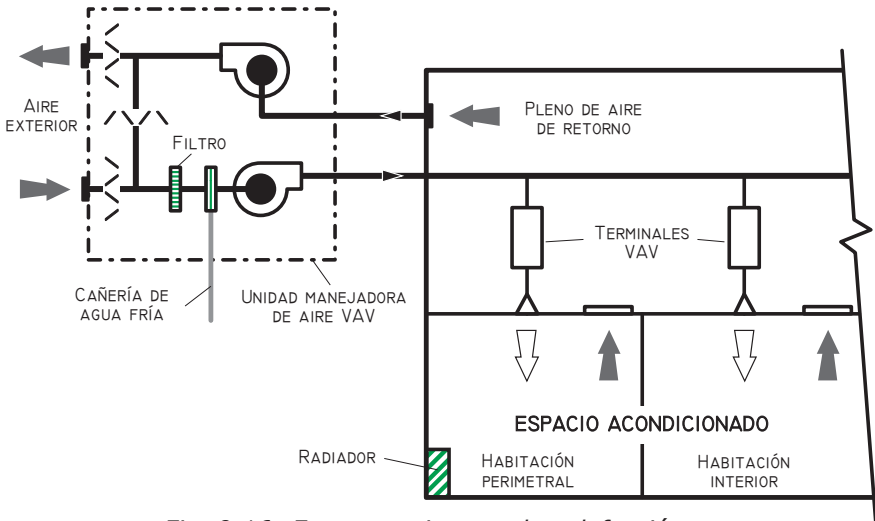 AIRE
EXTERIOR
FILTRO
PLENO DE AIRE
DE RETORNO
TERMINALES
VAV
CAÑERÍA DE
AGUA FRÍA
UNIDAD MANEJADORA
DE AIRE VAV
ESPACIO ACONDICIONADO
RADIADOR
HABITACIÓN
PERIMETRAL
HABITACIÓN
INTERIOR